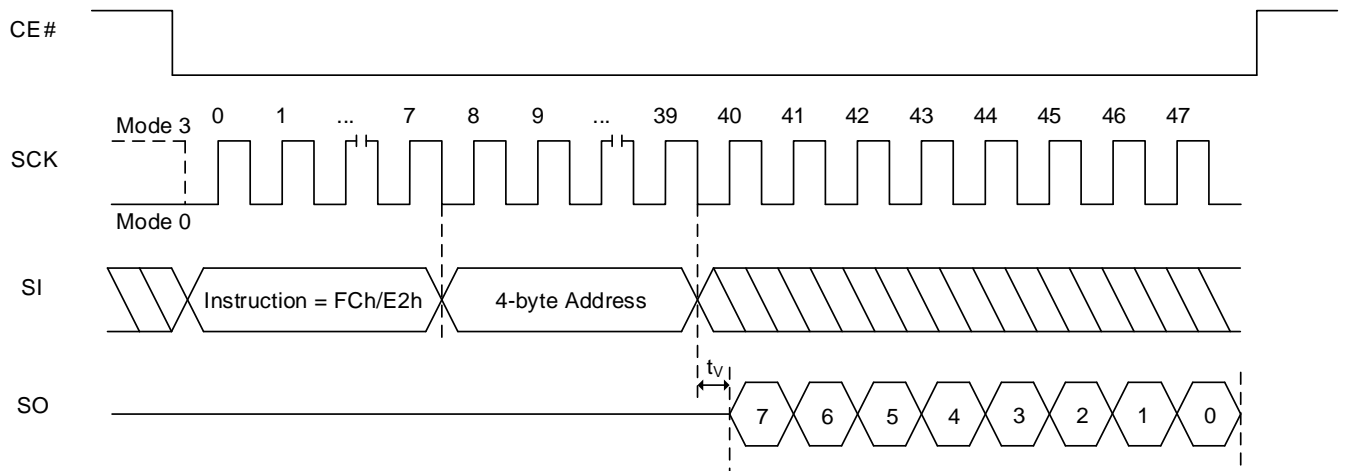 CE#
Mode 3
0 1 ... 7 8 9 ... 39 40 41 42 43 44 45 46 47
SCK
Mode 0
SI
Instruction = FCh/E2h
4-byte Address
tV
SO
7 6 5 4 3 2 1 0